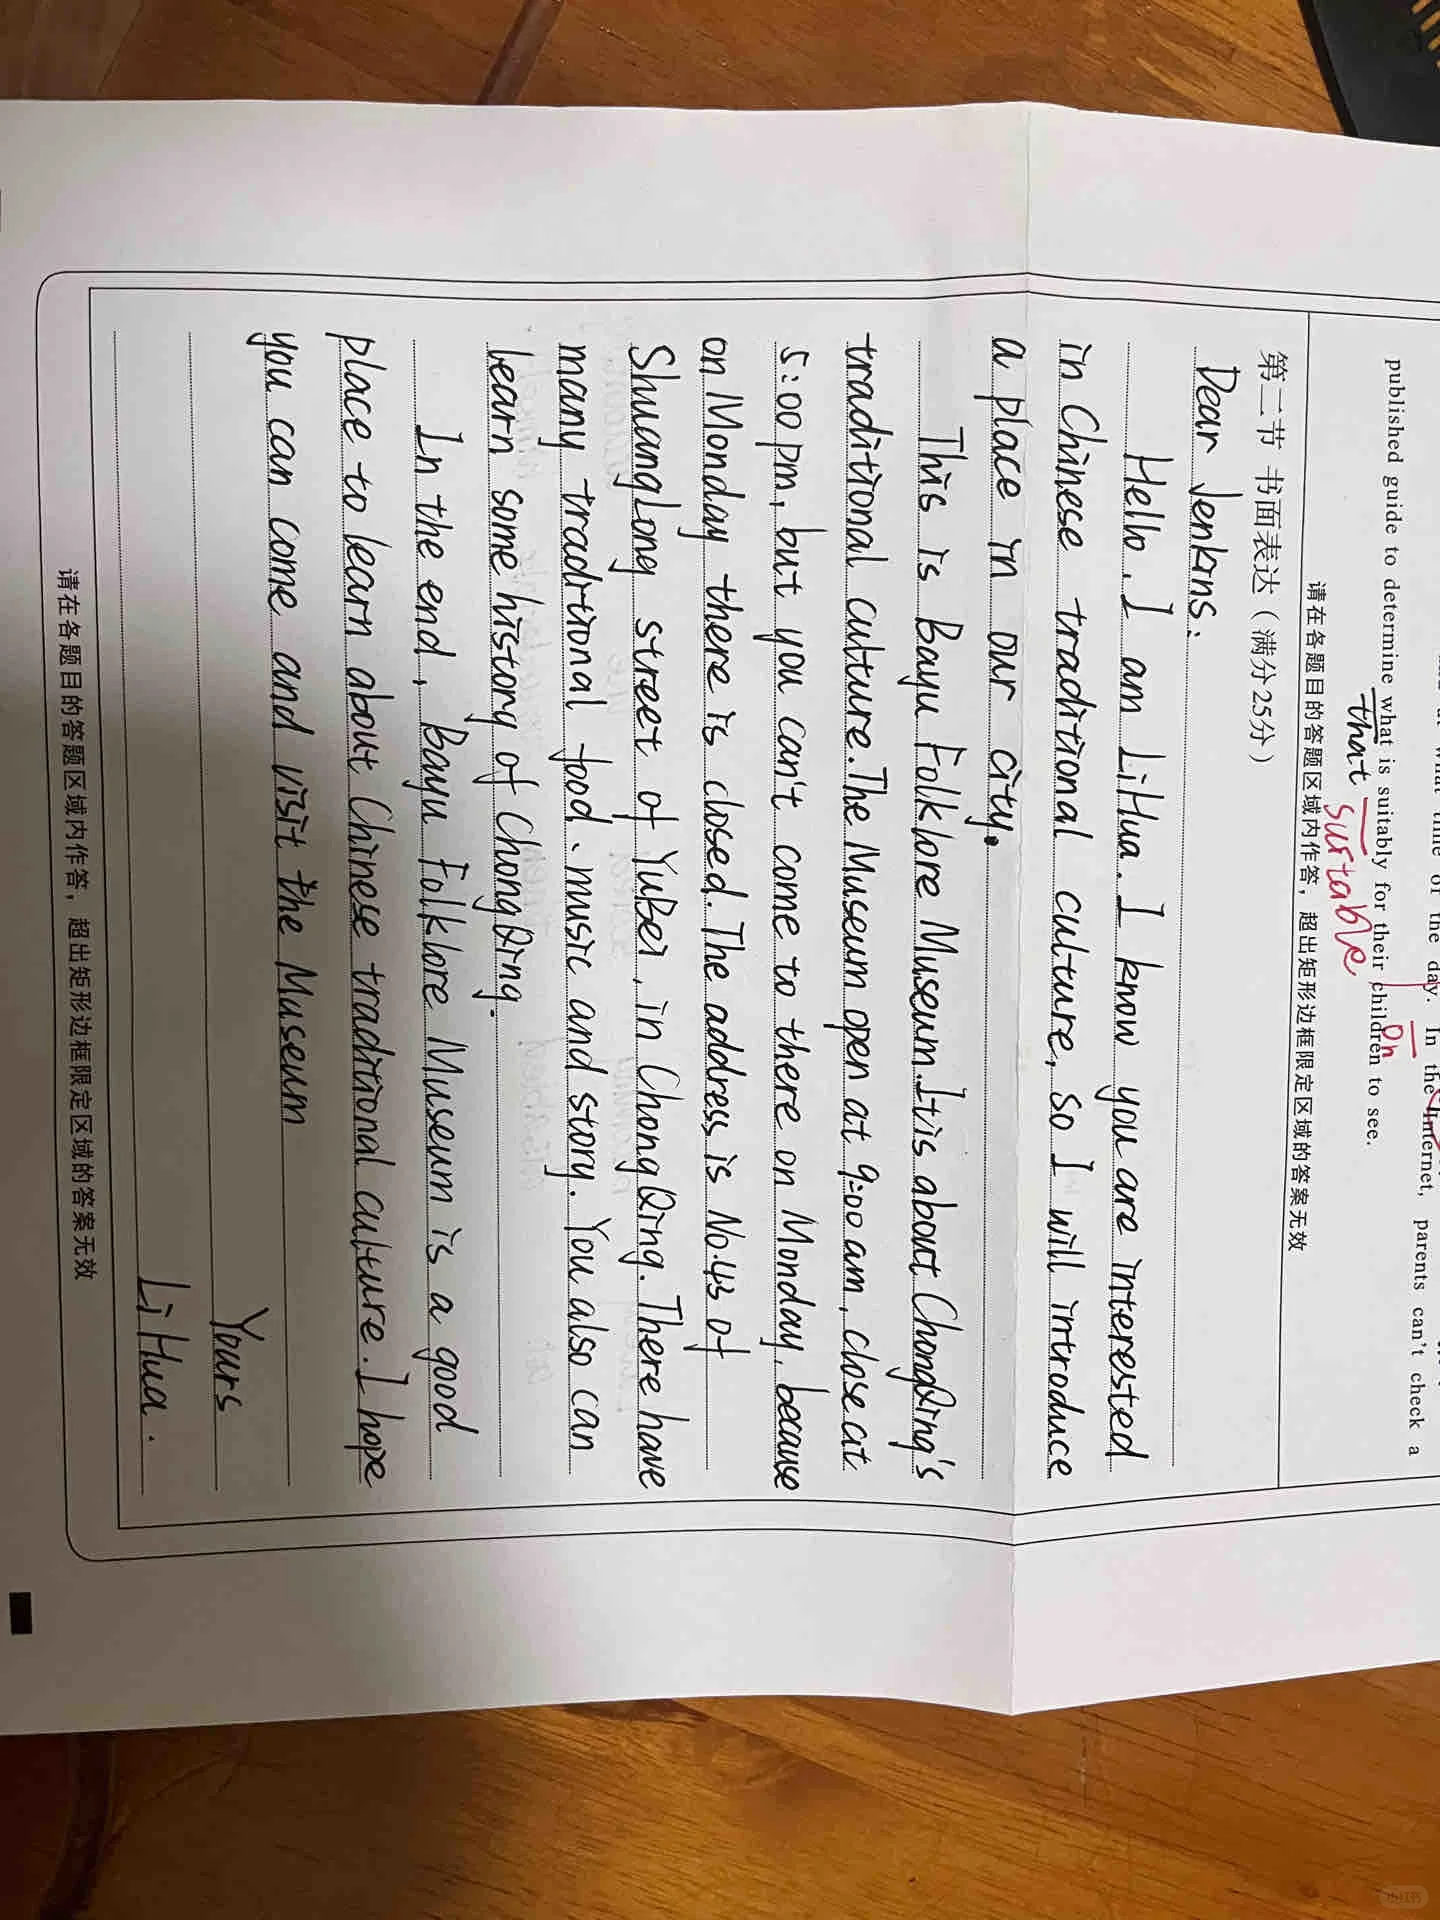 what time of the day. In the Internet, parents can't check a
on
published guide to determine what is suitably for their children to see.
that suitable
请在各题目的答题区域内作答，超出矩形边框限定区域的答案无效
第二节 书面表达（满分25分）
Dear Jenkins:
Hello, I am LiHua. I know you are interested
in Chinese traditional culture, so I will introduce
a place in our city.
This is Bayu Folklore Museum. It is about ChongQing's
traditional culture. The Museum open at 9:00 am, close at
5:00 pm, but you can't come to there on Monday, because
on Monday there is closed. The address is No.43 of
ShuangLong street of YuBei, in ChongQing. There have
many traditional food、music and story. You also can
learn some history of ChongQing.
In the end, Bayu Folklore Museum is a good
place to learn about Chinese traditional culture. I hope
you can come and visit the Museum
Yours
LiHua.
请在各题目的答题区域内作答，超出矩形边框限定区域的答案无效
小红书